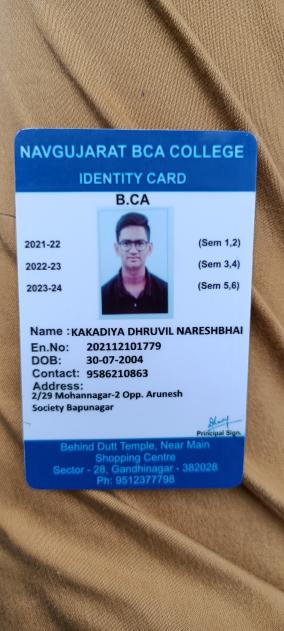 NAVGUJARAT BCA COLLEGE
IDENTITY CARD
B.CA
2021-22 (Sem 1,2)
2022-23 (Sem 3,4)
2023-24 (Sem 5,6)
Name : KAKADIYA DHRUVIL NARESHBHAI
En.No: 202112101779
DOB: 30-07-2004
Contact: 9586210863
Address:
2/29 Mohannagar-2 Opp. Arunesh
Society Bapunagar
Principal Sign.
Behind Dutt Temple, Near Main
Shopping Centre
Sector - 28, Gandhinagar - 382028
Ph: 9512377798